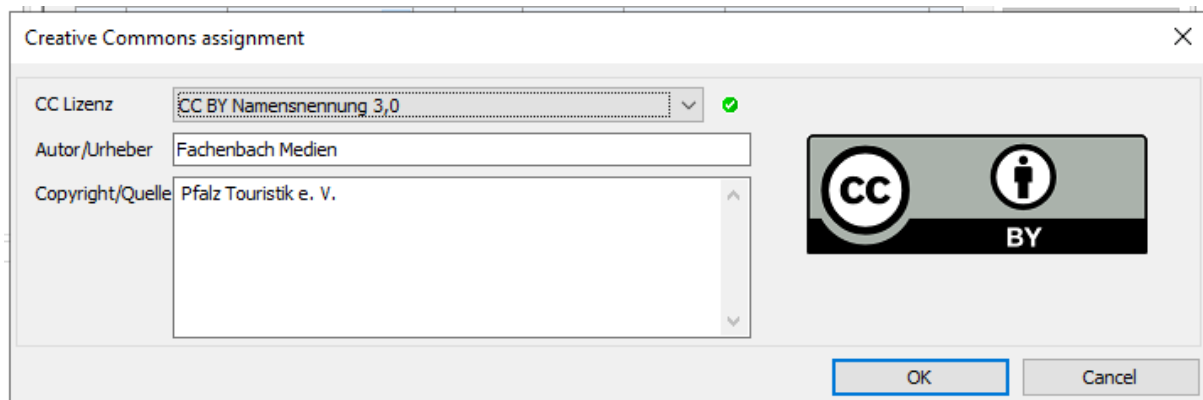 Creative Commons assignment
CC Lizenz CC BY Namensnennung 3,0
Autor/Urheber Fachenbach Medien
Copyright/Quelle Pfalz Touristik e. V.
CC
BY
OK Cancel